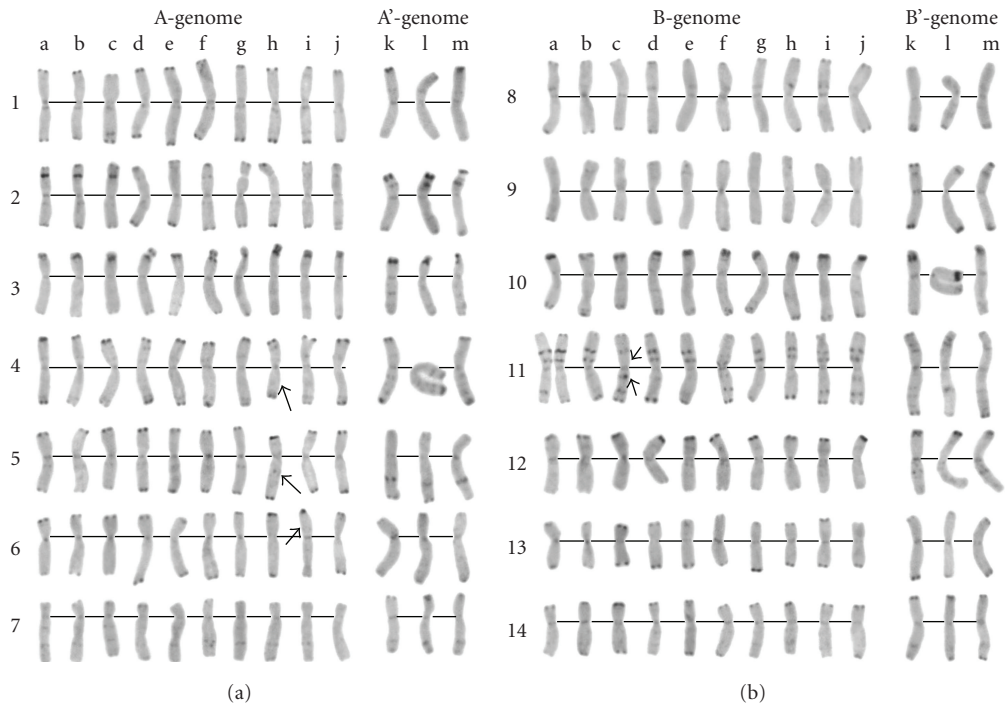 A-genome
A'-genome
B-genome
B'-genome
a b c d e f g h i j
k l m
a b c d e f g h i j
k l m
1
2
3
4
5
6
7
8
9
10
11
12
13
14
(a)
(b)